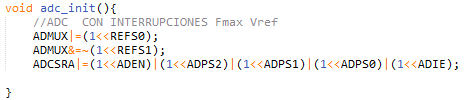 void adc_init(){
//ADC CON INTERRUPCIONES Fmax Vref
ADMUX|=(1<<REFS0);
ADMUX&=~(1<<REFS1);
ADCSRA|=(1<<ADEN)|(1<<ADPS2)|(1<<ADPS1)|(1<<ADPS0)|(1<<ADIE);
}